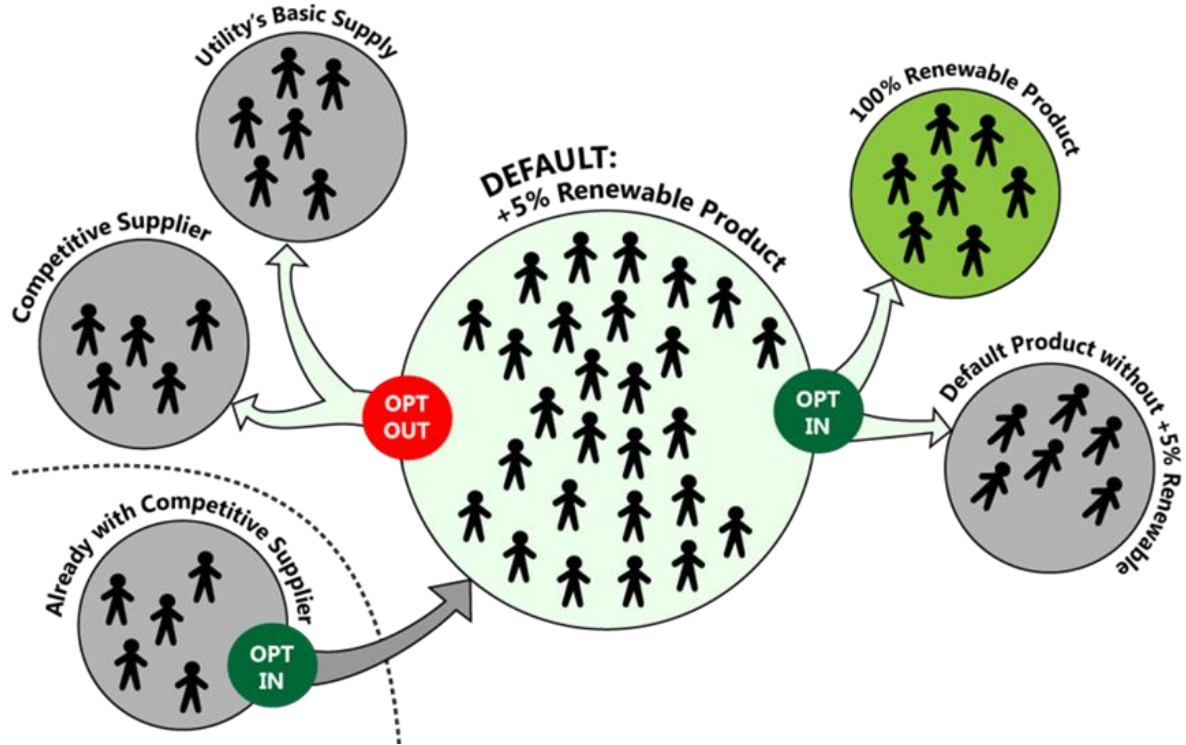 Utility's Basic Supply
Competitive Supplier
DEFAULT:
+5% Renewable Product
100% Renewable Product
OPT
OUT
OPT
IN
Default Product without +5% Renewable
Already with Competitive Supplier
OPT
IN